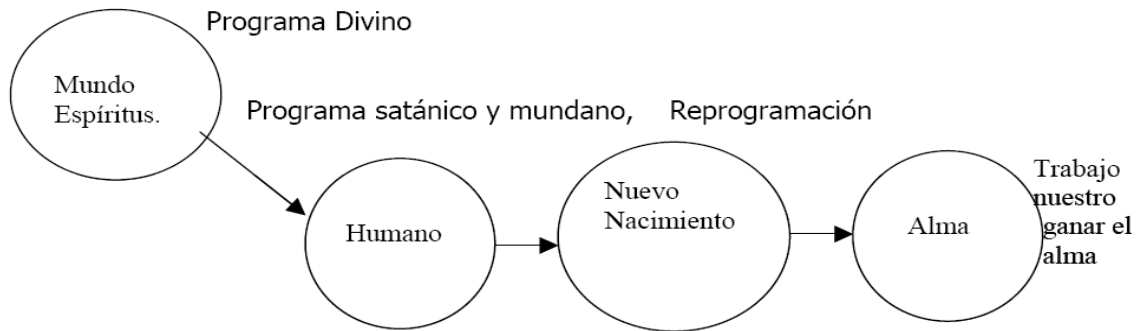 Programa Divino
Mundo
Espíritus.
Programa satánico y mundano, Reprogramación
Humano
Nuevo
Nacimiento
Alma
Trabajo
nuestro
ganar el
alma